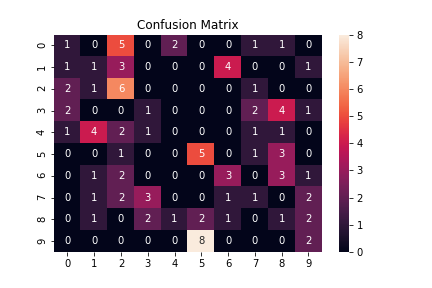 Confusion Matrix
0 1 0 5 0 2 0 0 1 1 0 8
1 1 1 3 0 0 0 4 0 0 1 7
2 2 1 6 0 0 0 0 1 0 0 6
3 2 0 0 1 0 0 0 2 4 1 5
4 1 4 2 1 0 0 0 1 1 0 4
5 0 0 1 0 0 5 0 1 3 0 3
6 0 1 2 0 0 0 3 0 3 1 2
7 0 1 2 3 0 0 1 1 0 2 1
8 0 1 0 2 1 2 1 0 1 2
9 0 0 0 0 0 8 0 0 0 2 0
0 1 2 3 4 5 6 7 8 9